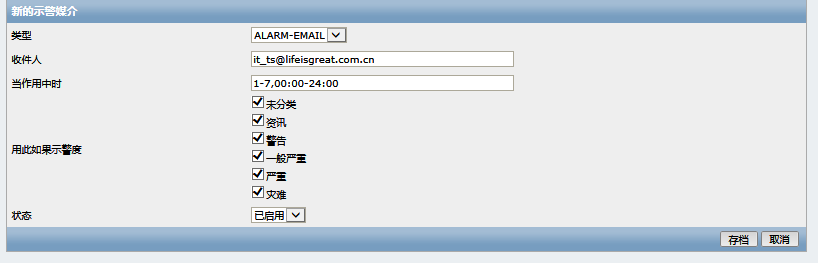 新的示警媒介
类型 ALARM-EMAIL
收件人 it_ts@lifeisgreat.com.cn
当作用中时 1-7,00:00-24:00
未分类
资讯
警告
用此如果示警度 一般严重
严重
灾难
状态 已启用
存档 取消